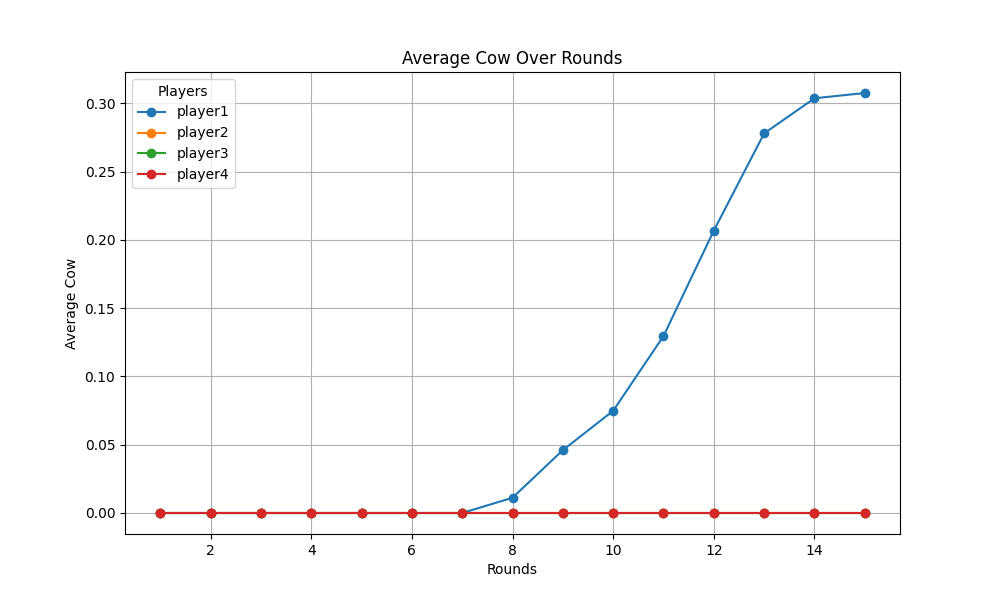 Average Cow Over Rounds
Players
player1
player2
player3
player4
Average Cow
0.30
0.25
0.20
0.15
0.10
0.05
0.00
2 4 6 8 10 12 14
Rounds